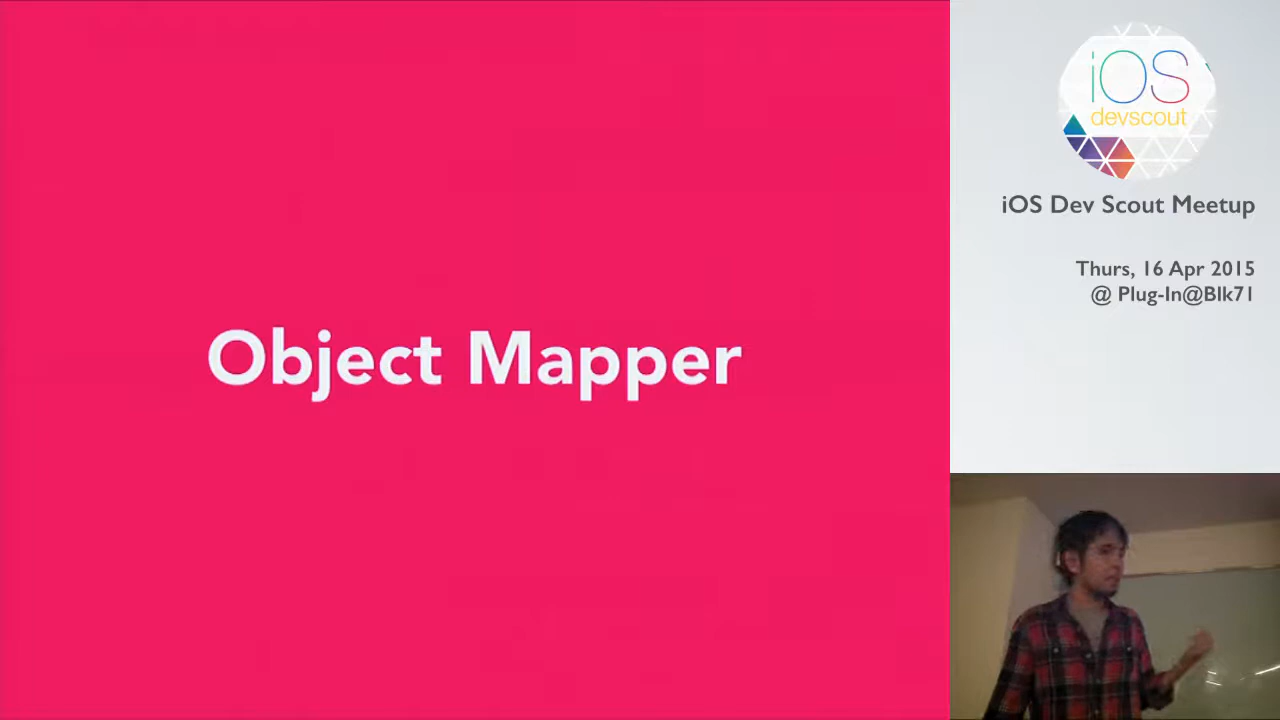 Object Mapper
iOS
devscout
iOS Dev Scout Meetup
Thurs, 16 Apr 2015
@ Plug-In@Blk71